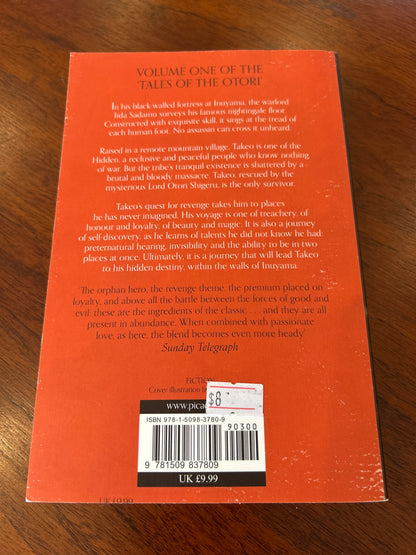 VOLUME ONE OF THE
'TALES OF THE OTORI'
In his black-walled fortress at Inuyama, the warlord
Iida Sadamu surveys his famous nightingale floor.
Constructed with exquisite skill, it sings at the tread of
each human foot. No assassin can cross it unheard.
Raised in a remote mountain village, Takeo is one of the
Hidden, a reclusive and peaceful people who know nothing
of war. But the tribe's tranquil existence is shattered by a
brutal and bloody massacre. Takeo, rescued by the
mysterious Lord Otori Shigeru, is the only survivor.
Takeo's quest for revenge takes him to places
he has never imagined. His voyage is one of treachery, of
honour and loyalty, of beauty and magic. It is also a journey
of self-discovery, as he learns of talents he did not know he had:
preternatural hearing, invisibility and the ability to be in two
places at once. Ultimately, it is a journey that will lead Takeo
to his hidden destiny, within the walls of Inuyama.
'The orphan hero, the revenge theme, the premium placed on
loyalty, and above all the battle between the forces of good and
evil: these are the ingredients of the classic . . . and they are all
present in abundance. When combined with passionate
love, as here, the blend becomes even more heady'
Sunday Telegraph
FICTION
Cover illustration
www.pica
$8
ISBN 978-1-5098-3780-9
90300
9 781509 837809
UK £9.99
UK £9.99